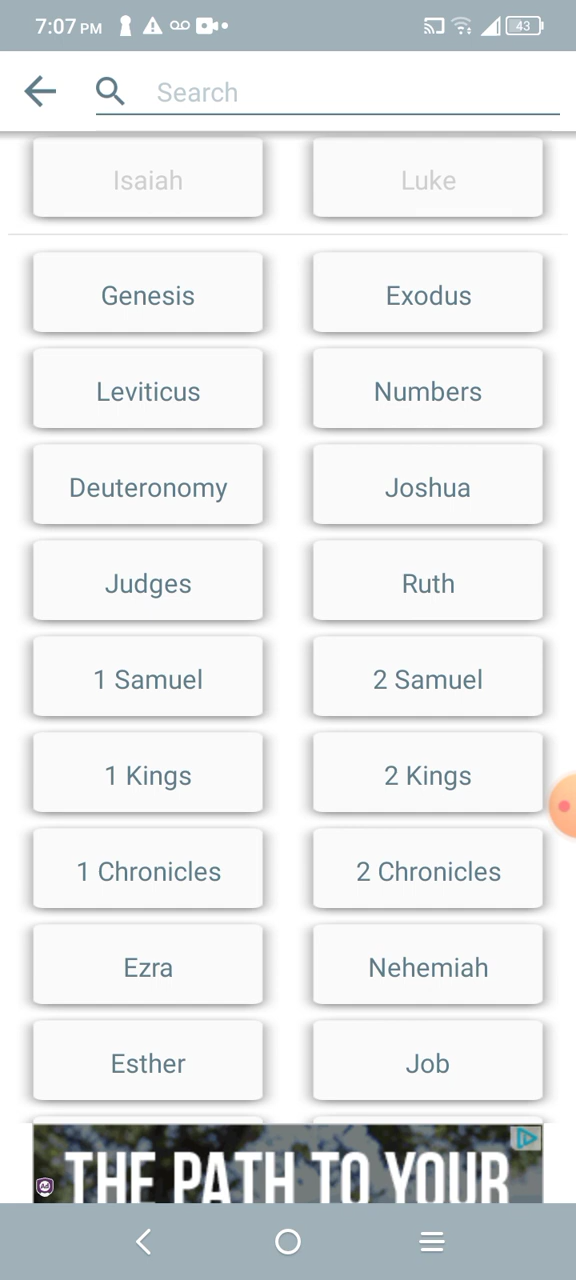 7:07 PM
43
Search
Isaiah Luke
Genesis Exodus
Leviticus Numbers
Deuteronomy Joshua
Judges Ruth
1 Samuel 2 Samuel
1 Kings 2 Kings
1 Chronicles 2 Chronicles
Ezra Nehemiah
Esther Job
THE PATH TO YOUR